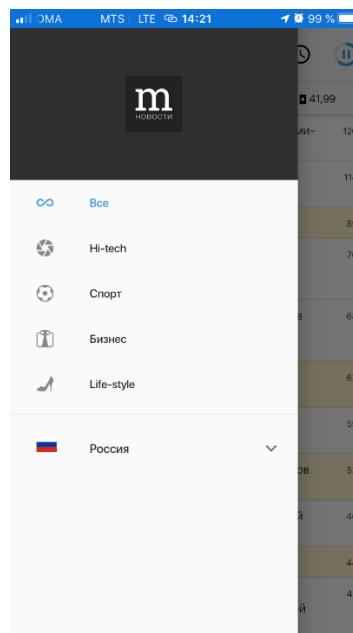 MTS LTE 14:21 99 %
m
НОВОСТИ
41,99
Все
Hi-tech
Спорт
Бизнес
Life-style
Россия